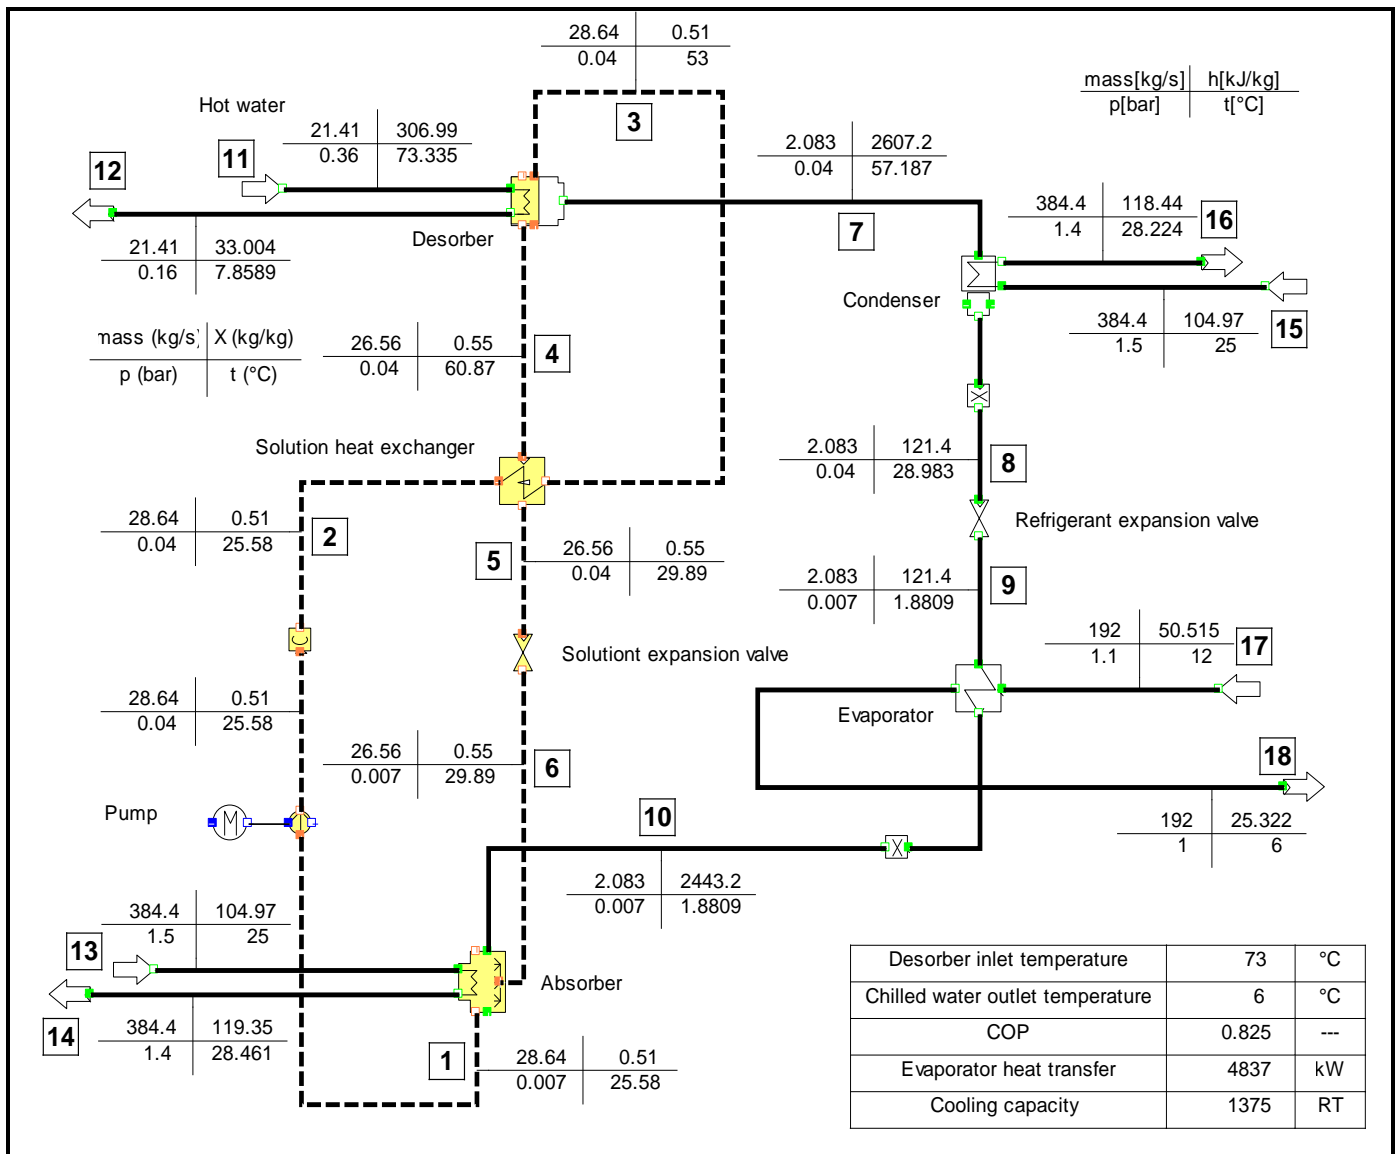 28.64 0.51
0.04 53
3
mass[kg/s] h[kJ/kg]
p[bar] t[°C]
Hot water
21.41 306.99
0.36 73.335
11
12
2.083 2607.2
0.04 57.187
7
21.41 33.004
0.16 7.8589
Desorber
384.4 118.44
1.4 28.224
16
Condenser
384.4 104.97
1.5 25
15
mass (kg/s) X (kg/kg)
p (bar) t (°C)
26.56 0.55
0.04 60.87
4
Solution heat exchanger
2.083 121.4
0.04 28.983
8
28.64 0.51
0.04 25.58
2
Refrigerant expansion valve
5
26.56 0.55
0.04 29.89
2.083 121.4
0.007 1.8809
9
C
Solutiont expansion valve
192 50.515
1.1 12
17
28.64 0.51
0.04 25.58
Evaporator
26.56 0.55
0.007 29.89
6
18
Pump
M
10
192 25.322
1 6
2.083 2443.2
0.007 1.8809
384.4 104.97
1.5 25
13
Absorber
14
384.4 119.35
1.4 28.461
1
28.64 0.51
0.007 25.58
Desorber inlet temperature 73 °C
Chilled water outlet temperature 6 °C
COP 0.825 ---
Evaporator heat transfer 4837 kW
Cooling capacity 1375 RT